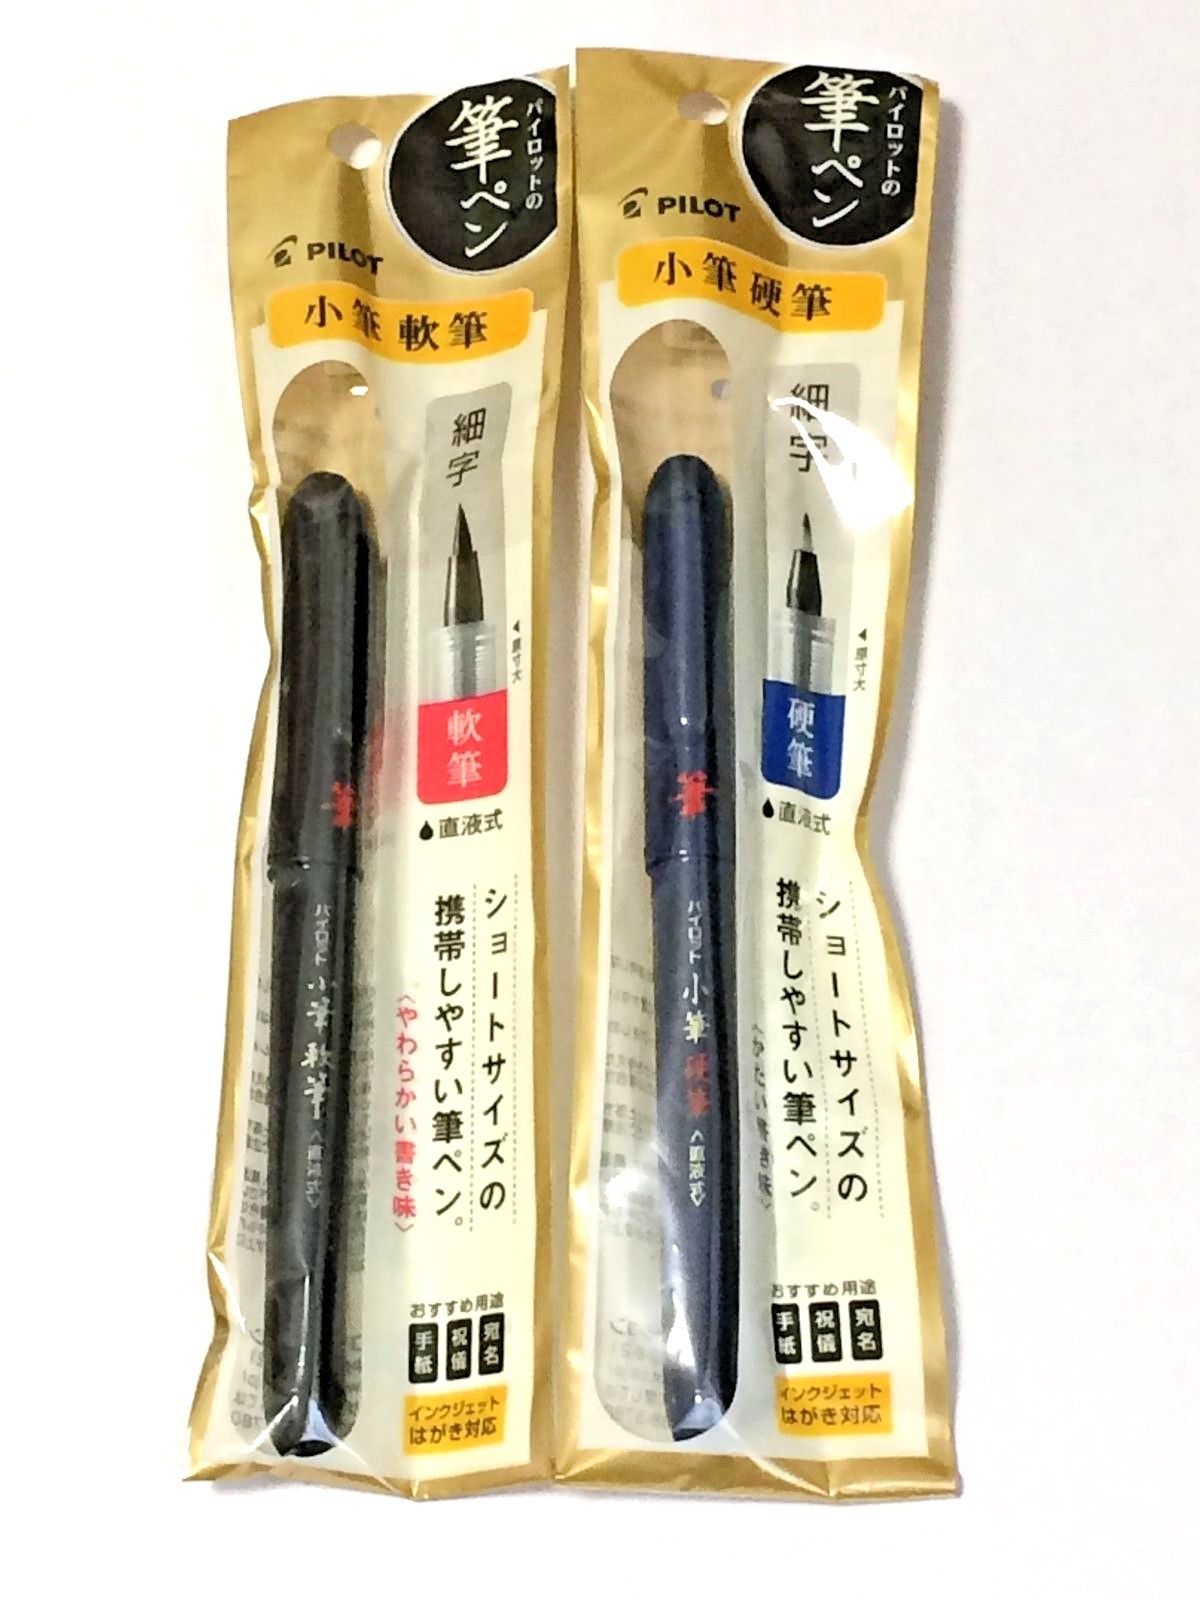 パイロットの
筆ペン
PILOT
小筆軟筆
細字
原寸大
軟筆
直液式
ショートサイズの
携帯しやすい筆ペン。
〈やわらかい書き味〉
おすすめ用途
宛名
祝儀
手紙
インクジェット
はがき対応
筆
パイロット 小筆 軟筆 〈直液式〉
パイロットの
筆ペン
PILOT
小筆硬筆
細字
原寸大
硬筆
直液式
ショートサイズの
携帯しやすい筆ペン。
〈かたい書き味〉
おすすめ用途
宛名
祝儀
手紙
インクジェット
はがき対応
筆
パイロット 小筆 硬筆 〈直液式〉